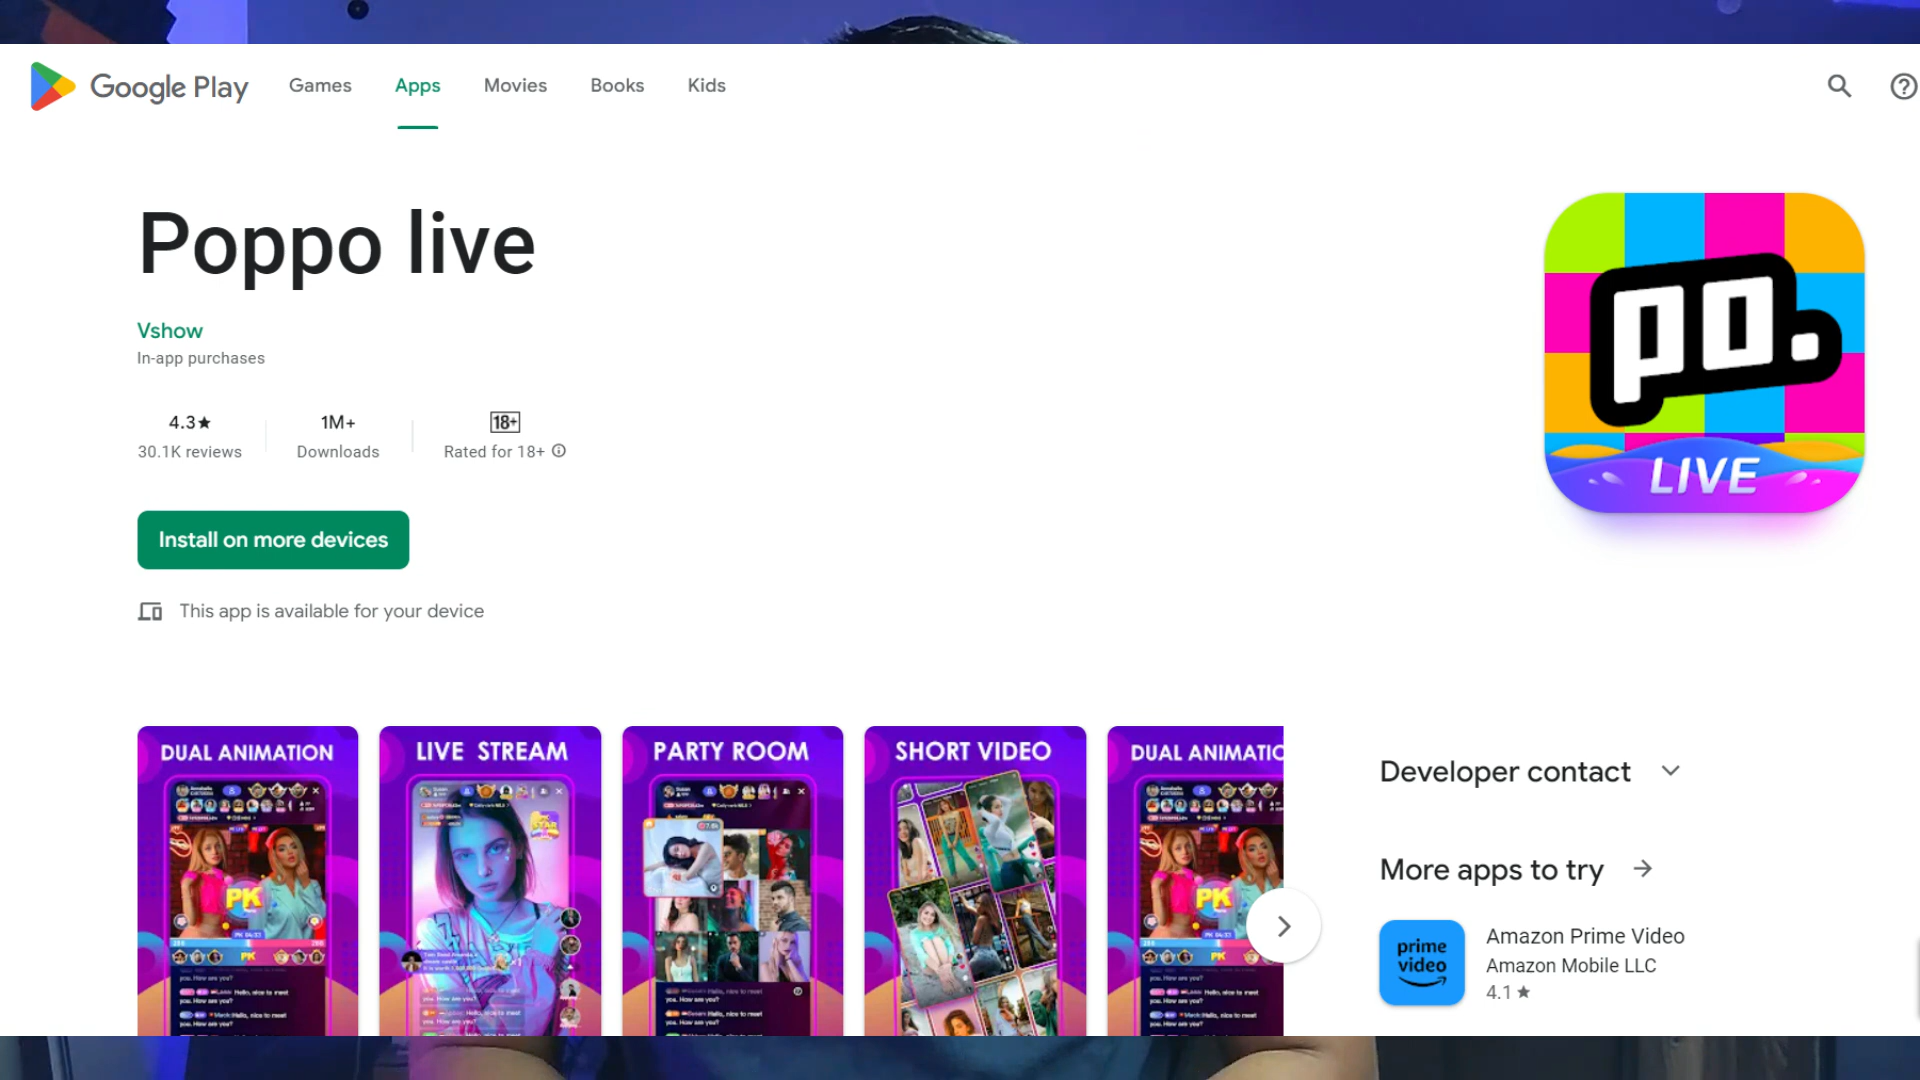 Google Play Games Apps Movies Books Kids
Poppo live
Vshow
In-app purchases
4.3★ 1M+ 18+
30.1K reviews Downloads Rated for 18+
Install on more devices
This app is available for your device
po.
LIVE
DUAL ANIMATION
PK
LIVE STREAM
PARTY ROOM
SHORT VIDEO
DUAL ANIMATIO
PK
Developer contact
More apps to try
prime
video
Amazon Prime Video
Amazon Mobile LLC
4.1 ★